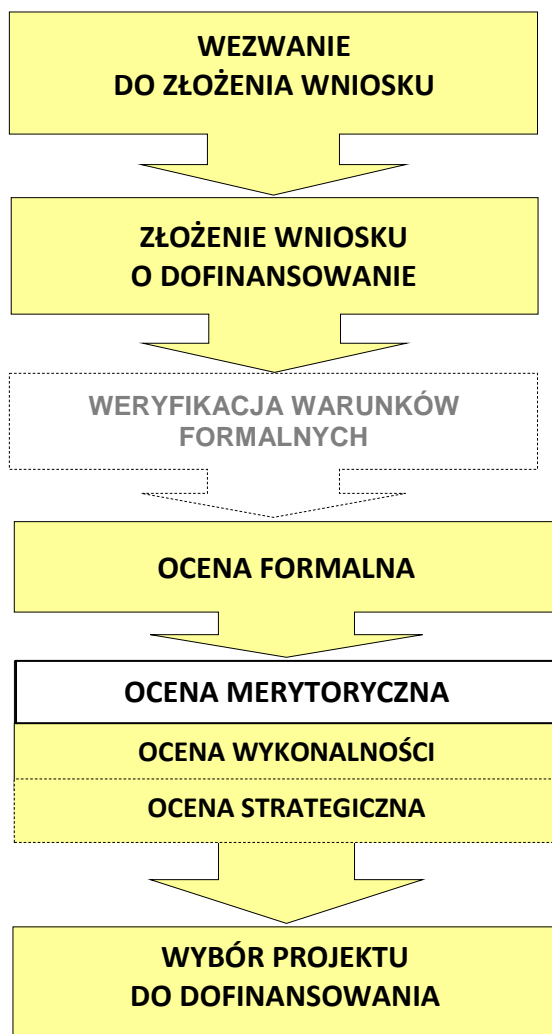 WEZWANIE
DO ZŁOŻENIA WNIOSKU
ZŁOŻENIE WNIOSKU
O DOFINANSOWANIE
WERYFIKACJA WARUNKÓW
FORMALNYCH
OCENA FORMALNA
OCENA MERYTORYCZNA
OCENA WYKONALNOŚCI
OCENA STRATEGICZNA
WYBÓR PROJEKTU
DO DOFINANSOWANIA